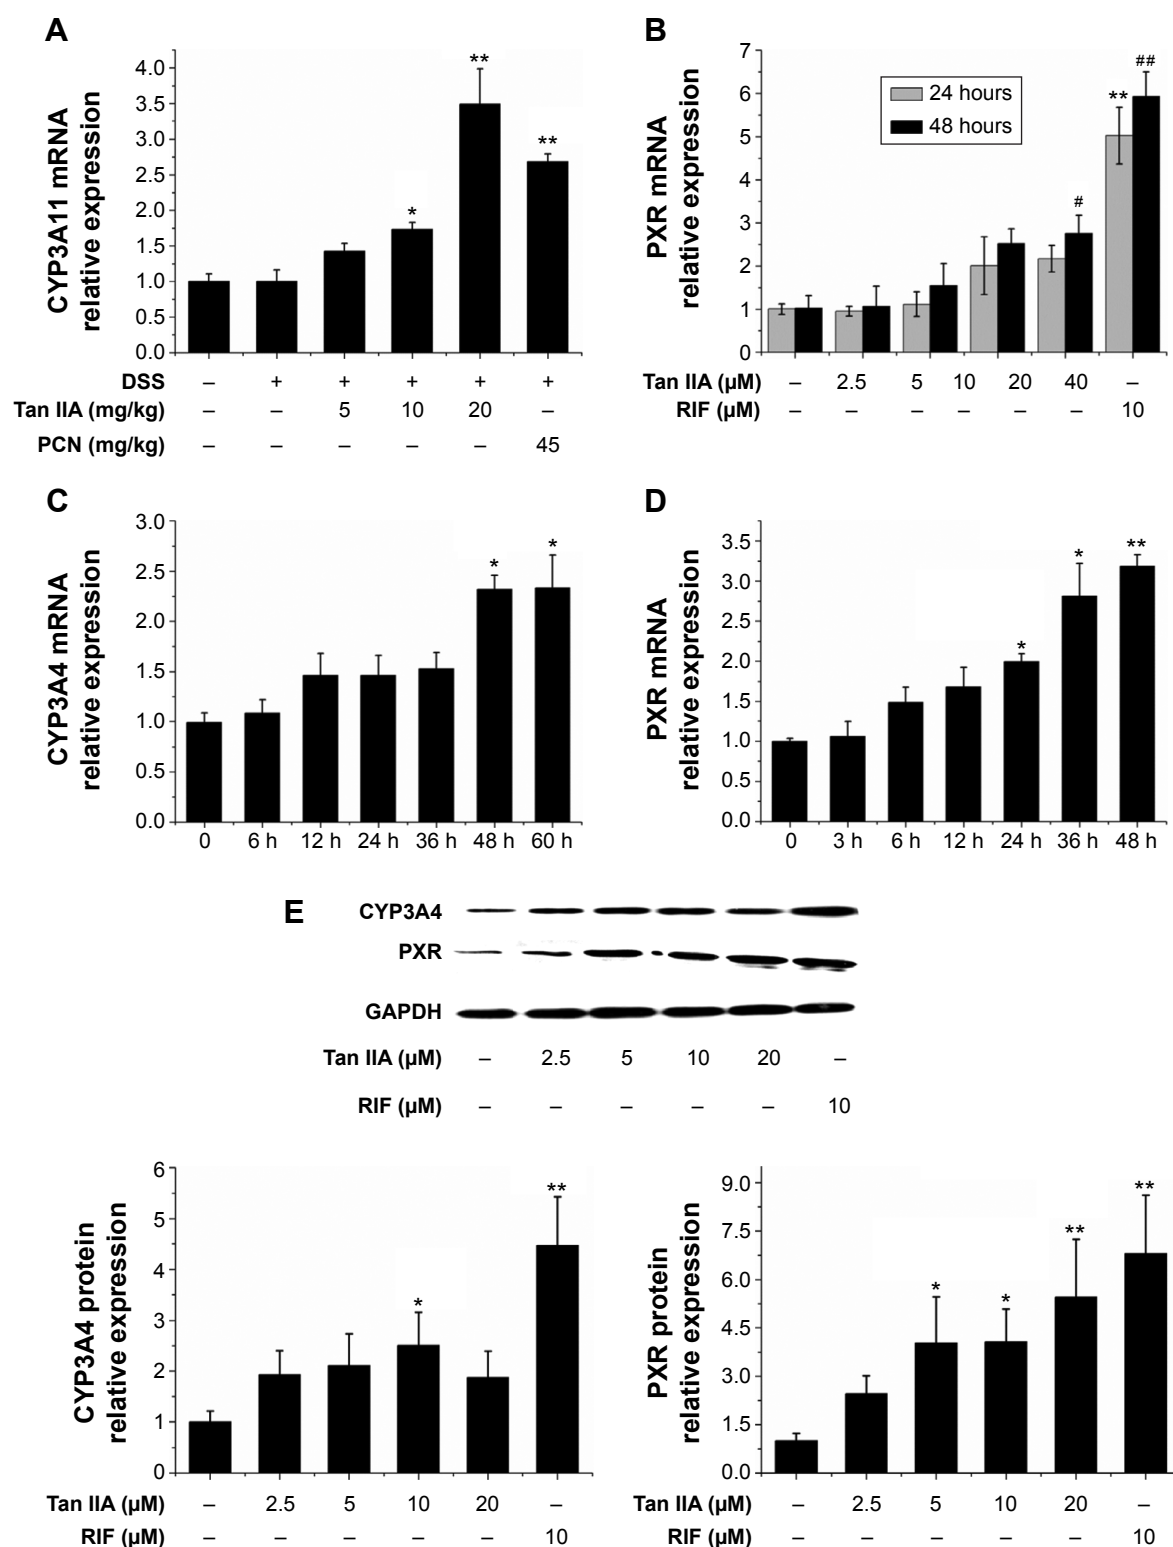 A
CYP3A11 mRNA
relative expression
4.0
3.5
3.0
2.5
2.0
1.5
1.0
0.5
0.0
**
*
**
DSS – + + + + +
Tan IIA (mg/kg) – – 5 10 20 –
PCN (mg/kg) – – – – – 45
B
PXR mRNA
relative expression
7
6
5
4
3
2
1
0
24 hours
48 hours
#
**
##
Tan IIA (µM) – 2.5 5 10 20 40 –
RIF (µM) – – – – – – 10
C
CYP3A4 mRNA
relative expression
3.0
2.5
2.0
1.5
1.0
0.5
0.0
* *
0 6 h 12 h 24 h 36 h 48 h 60 h
D
PXR mRNA
relative expression
3.5
3.0
2.5
2.0
1.5
1.0
0.5
0.0
* * **
0 3 h 6 h 12 h 24 h 36 h 48 h
E
CYP3A4
PXR
GAPDH
Tan IIA (µM) – 2.5 5 10 20 –
RIF (µM) – – – – – 10
CYP3A4 protein
relative expression
6
5
4
3
2
1
0
* **
Tan IIA (µM) – 2.5 5 10 20 –
RIF (µM) – – – – – 10
PXR protein
relative expression
9.0
7.5
6.0
4.5
3.0
1.5
0.0
* * ** **
Tan IIA (µM) – 2.5 5 10 20 –
RIF (µM) – – – – – 10